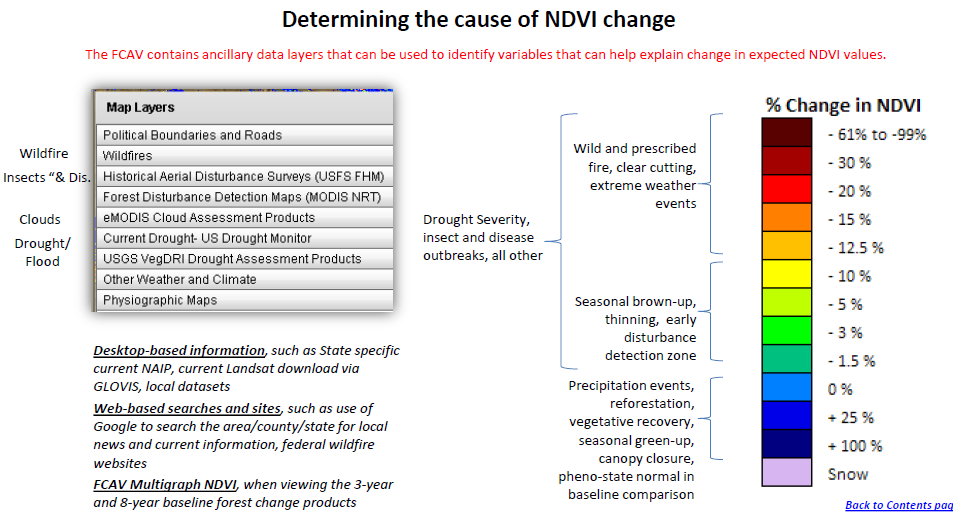 Determining the cause of NDVI change
The FCAV contains ancillary data layers that can be used to identify variables that can help explain change in expected NDVI values.
Map Layers
Political Boundaries and Roads
Wildfires
Historical Aerial Disturbance Surveys (USFS FHM)
Forest Disturbance Detection Maps (MODIS NRT)
eMODIS Cloud Assessment Products
Current Drought- US Drought Monitor
USGS VegDRI Drought Assessment Products
Other Weather and Climate
Physiographic Maps
Wildfire
Insects "& Dis.
Clouds
Drought/
Flood
Desktop-based information, such as State specific
current NAIP, current Landsat download via
GLOVIS, local datasets
Web-based searches and sites, such as use of
Google to search the area/county/state for local
news and current information, federal wildfire
websites
FCAV Multigraph NDVI, when viewing the 3-year
and 8-year baseline forest change products
Drought Severity,
insect and disease
outbreaks, all other
Wild and prescribed
fire, clear cutting,
extreme weather
events
Seasonal brown-up,
thinning, early
disturbance
detection zone
Precipitation events,
reforestation,
vegetative recovery,
seasonal green-up,
canopy closure,
pheno-state normal in
baseline comparison
% Change in NDVI
- 61% to -99%
- 30 %
- 20 %
- 15 %
- 12.5 %
- 10 %
- 5 %
- 3 %
- 1.5 %
0 %
+ 25 %
+ 100 %
Snow
Back to Contents pag